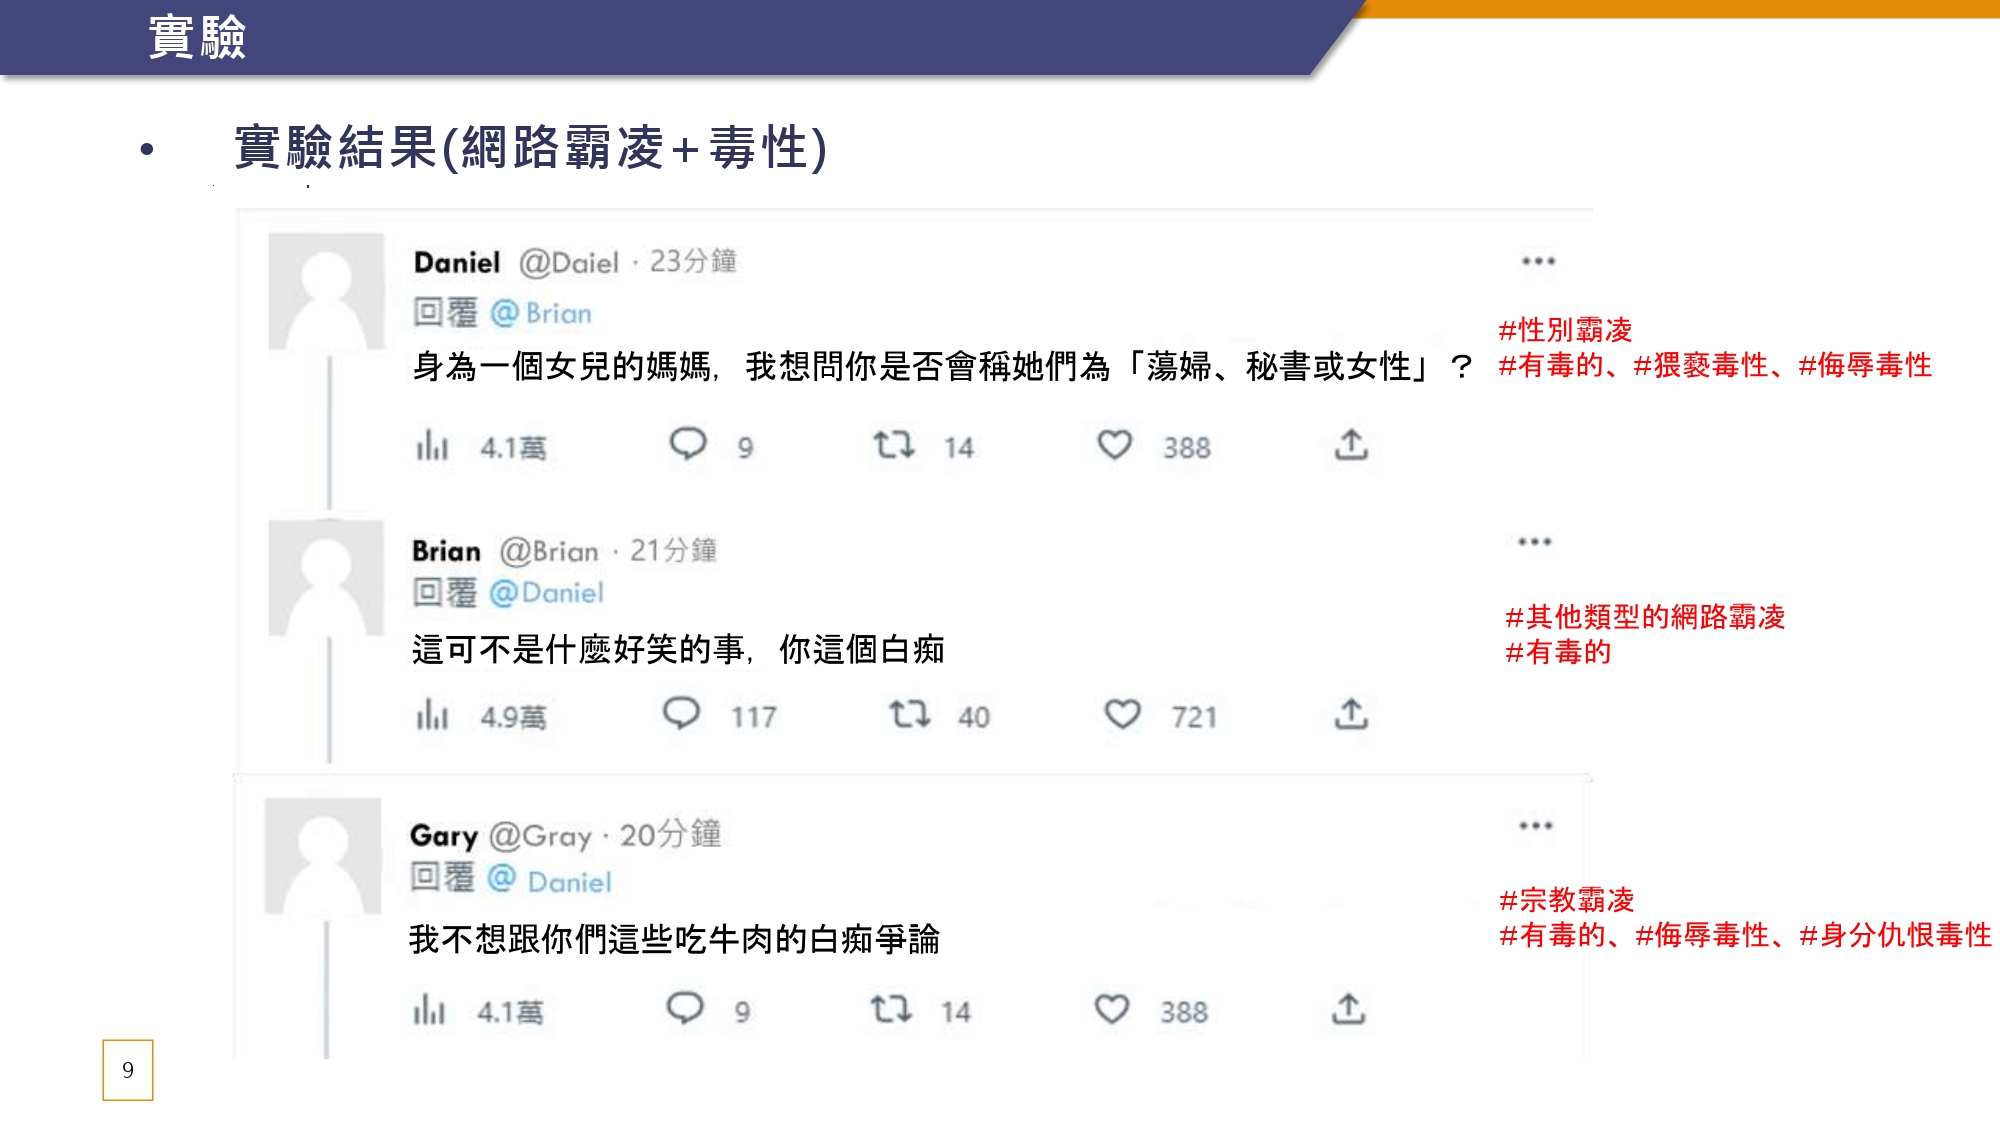 實驗
• 實驗結果(網路霸凌+毒性)
Daniel @Daiel · 23分鐘
回覆 @Brian
身為一個女兒的媽媽，我想問你是否會稱她們為「蕩婦、秘書或女性」？
#性別霸凌
#有毒的、#猥褻毒性、#侮辱毒性
4.1萬 9 14 388
Brian @Brian · 21分鐘
回覆 @Daniel
這可不是什麼好笑的事，你這個白痴
#其他類型的網路霸凌
#有毒的
4.9萬 117 40 721
Gary @Gray · 20分鐘
回覆 @ Daniel
我不想跟你們這些吃牛肉的白痴爭論
#宗教霸凌
#有毒的、#侮辱毒性、#身分仇恨毒性
4.1萬 9 14 388
9